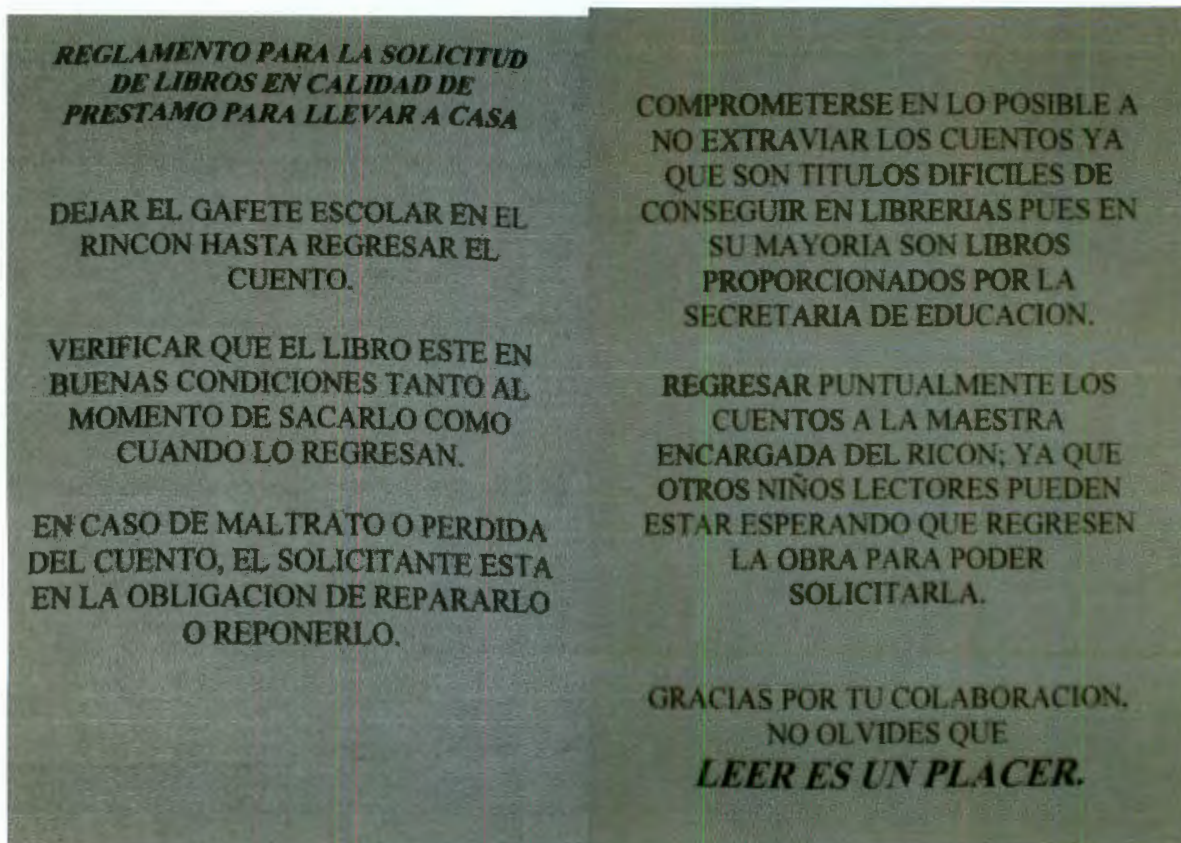 REGLAMENTO PARA LA SOLICITUD
DE LIBROS EN CALIDAD DE
PRESTAMO PARA LLEVAR A CASA
DEJAR EL GAFETE ESCOLAR EN EL
RINCON HASTA REGRESAR EL
CUENTO.
VERIFICAR QUE EL LIBRO ESTE EN
BUENAS CONDICIONES TANTO AL
MOMENTO DE SACARLO COMO
CUANDO LO REGRESAN.
EN CASO DE MALTRATO O PERDIDA
DEL CUENTO, EL SOLICITANTE ESTA
EN LA OBLIGACION DE REPARARLO
O REPONERLO.
COMPROMETERSE EN LO POSIBLE A
NO EXTRAVIAR LOS CUENTOS YA
QUE SON TITULOS DIFICILES DE
CONSEGUIR EN LIBRERIAS PUES EN
SU MAYORIA SON LIBROS
PROPORCIONADOS POR LA
SECRETARIA DE EDUCACION.
REGRESAR PUNTUALMENTE LOS
CUENTOS A LA MAESTRA
ENCARGADA DEL RICON; YA QUE
OTROS NIÑOS LECTORES PUEDEN
ESTAR ESPERANDO QUE REGRESEN
LA OBRA PARA PODER
SOLICITARLA.
GRACIAS POR TU COLABORACION.
NO OLVIDES QUE
LEER ES UN PLACER.